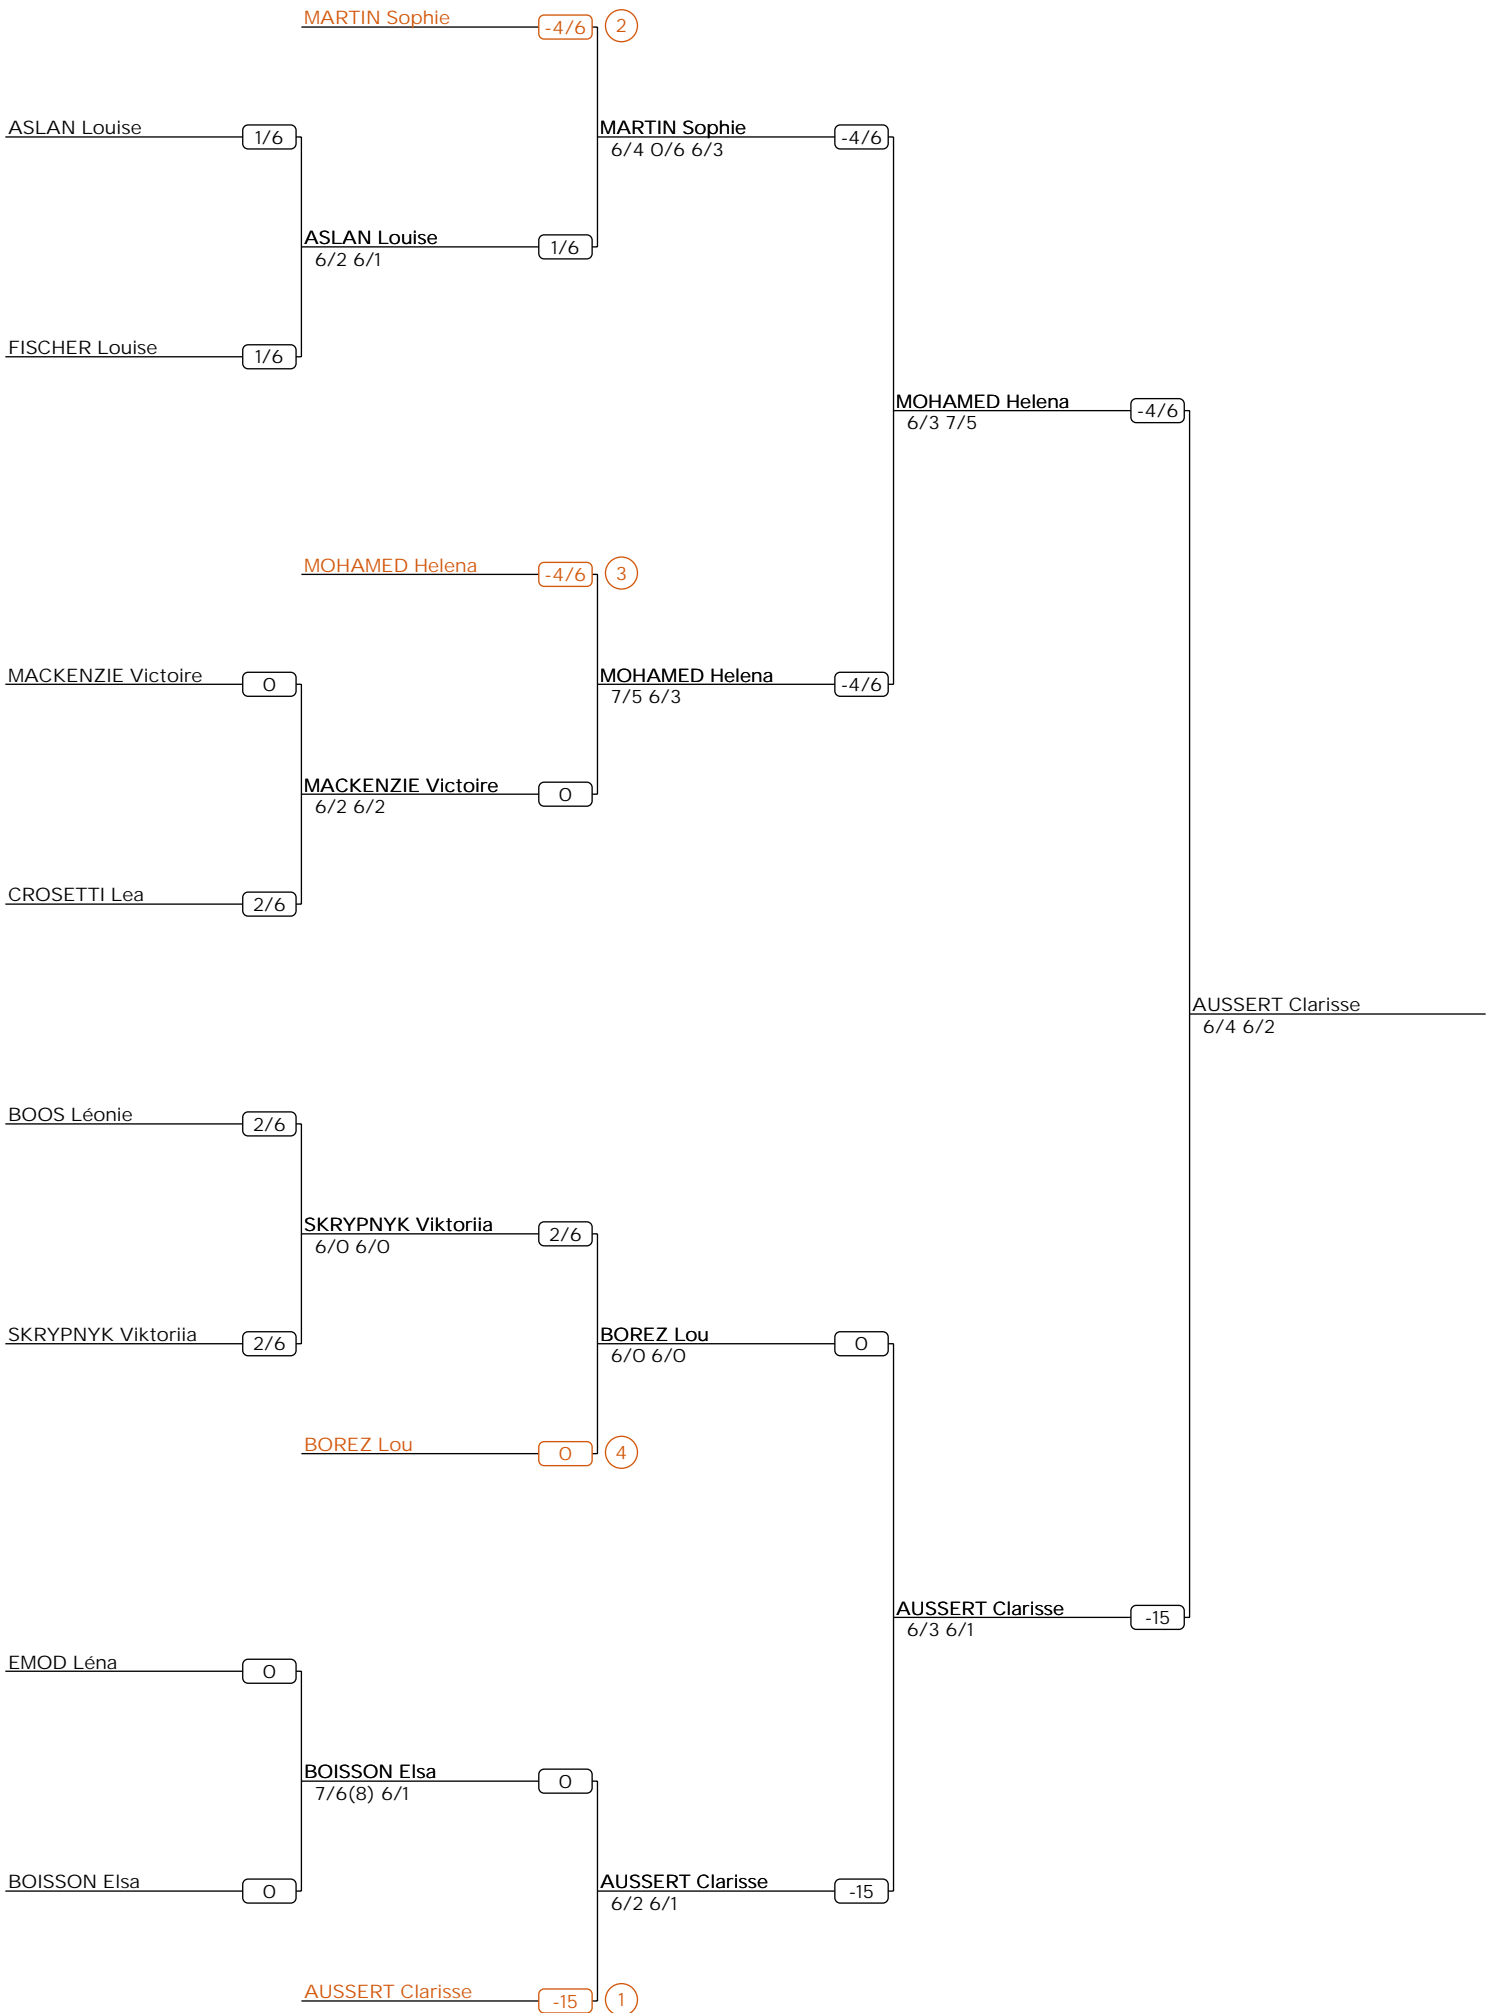 MARTIN Sophie -4/6 2
ASLAN Louise 1/6
MARTIN Sophie -4/6
6/4 0/6 6/3
ASLAN Louise 1/6
6/2 6/1
FISCHER Louise 1/6
MOHAMED Helena -4/6
6/3 7/5
MOHAMED Helena -4/6 3
MACKENZIE Victoire 0
MOHAMED Helena -4/6
7/5 6/3
MACKENZIE Victoire 0
6/2 6/2
CROSETTI Lea 2/6
AUSSERT Clarisse
6/4 6/2
BOOS Léonie 2/6
SKRYPNYK Viktoriia 2/6
6/0 6/0
SKRYPNYK Viktoriia 2/6
BOREZ Lou 0
6/0 6/0
BOREZ Lou 0 4
AUSSERT Clarisse -15
6/3 6/1
EMOD Léna 0
BOISSON Elsa 0
7/6(8) 6/1
BOISSON Elsa 0
AUSSERT Clarisse -15
6/2 6/1
AUSSERT Clarisse -15 1